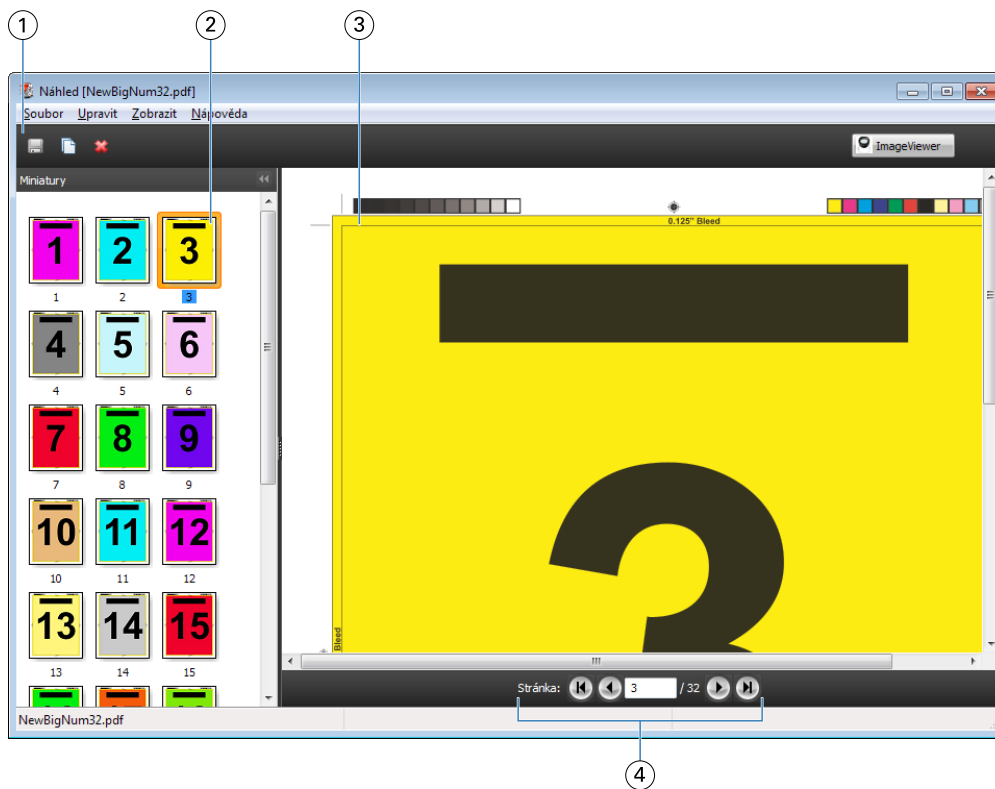 1 2 3
Náhled [NewBigNum32.pdf]
Soubor Upravit Zobrazit Nápověda
ImageViewer
Miniatury
1 2 3
1 2 3
4 5 6
4 5 6
7 8 9
7 8 9
10 11 12
10 11 12
13 14 15
13 14 15
0.125" Bleed
3
Bleed
Stránka: 3 / 32
NewBigNum32.pdf
4